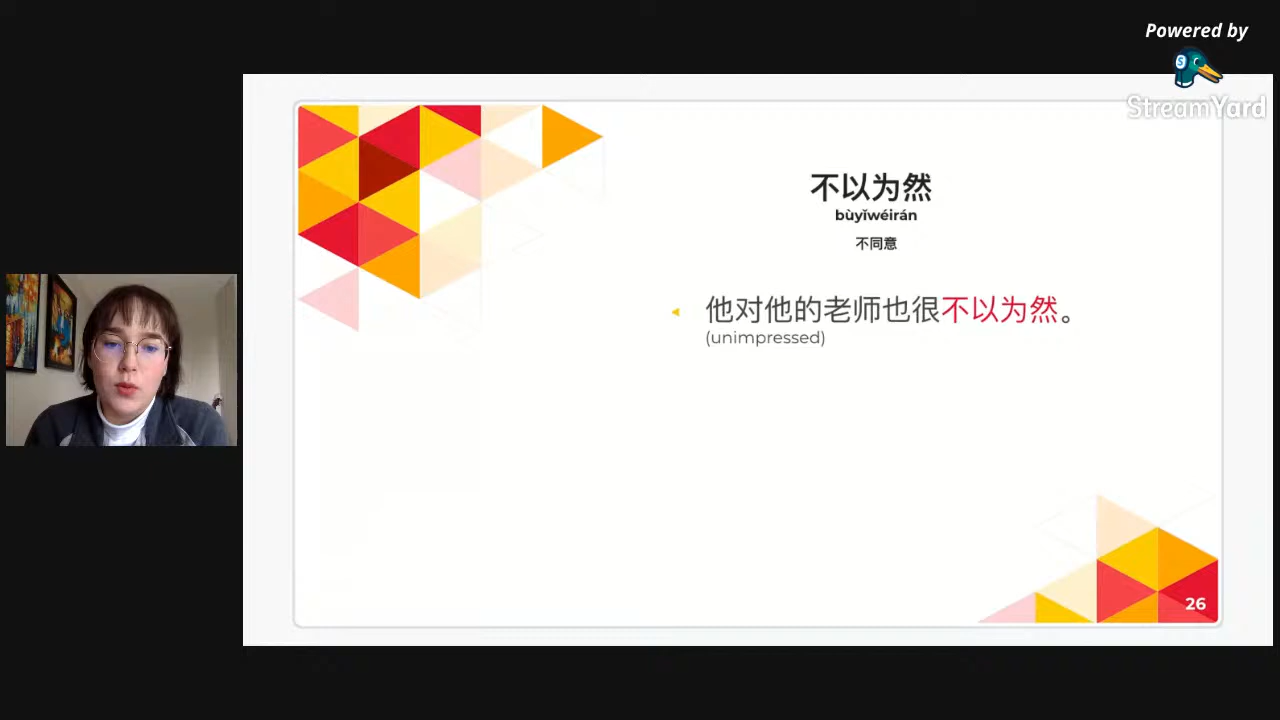 Powered by
StreamYard
不以为然
bùyǐwéirán
不同意
他对他的老师也很不以为然。
(unimpressed)
26